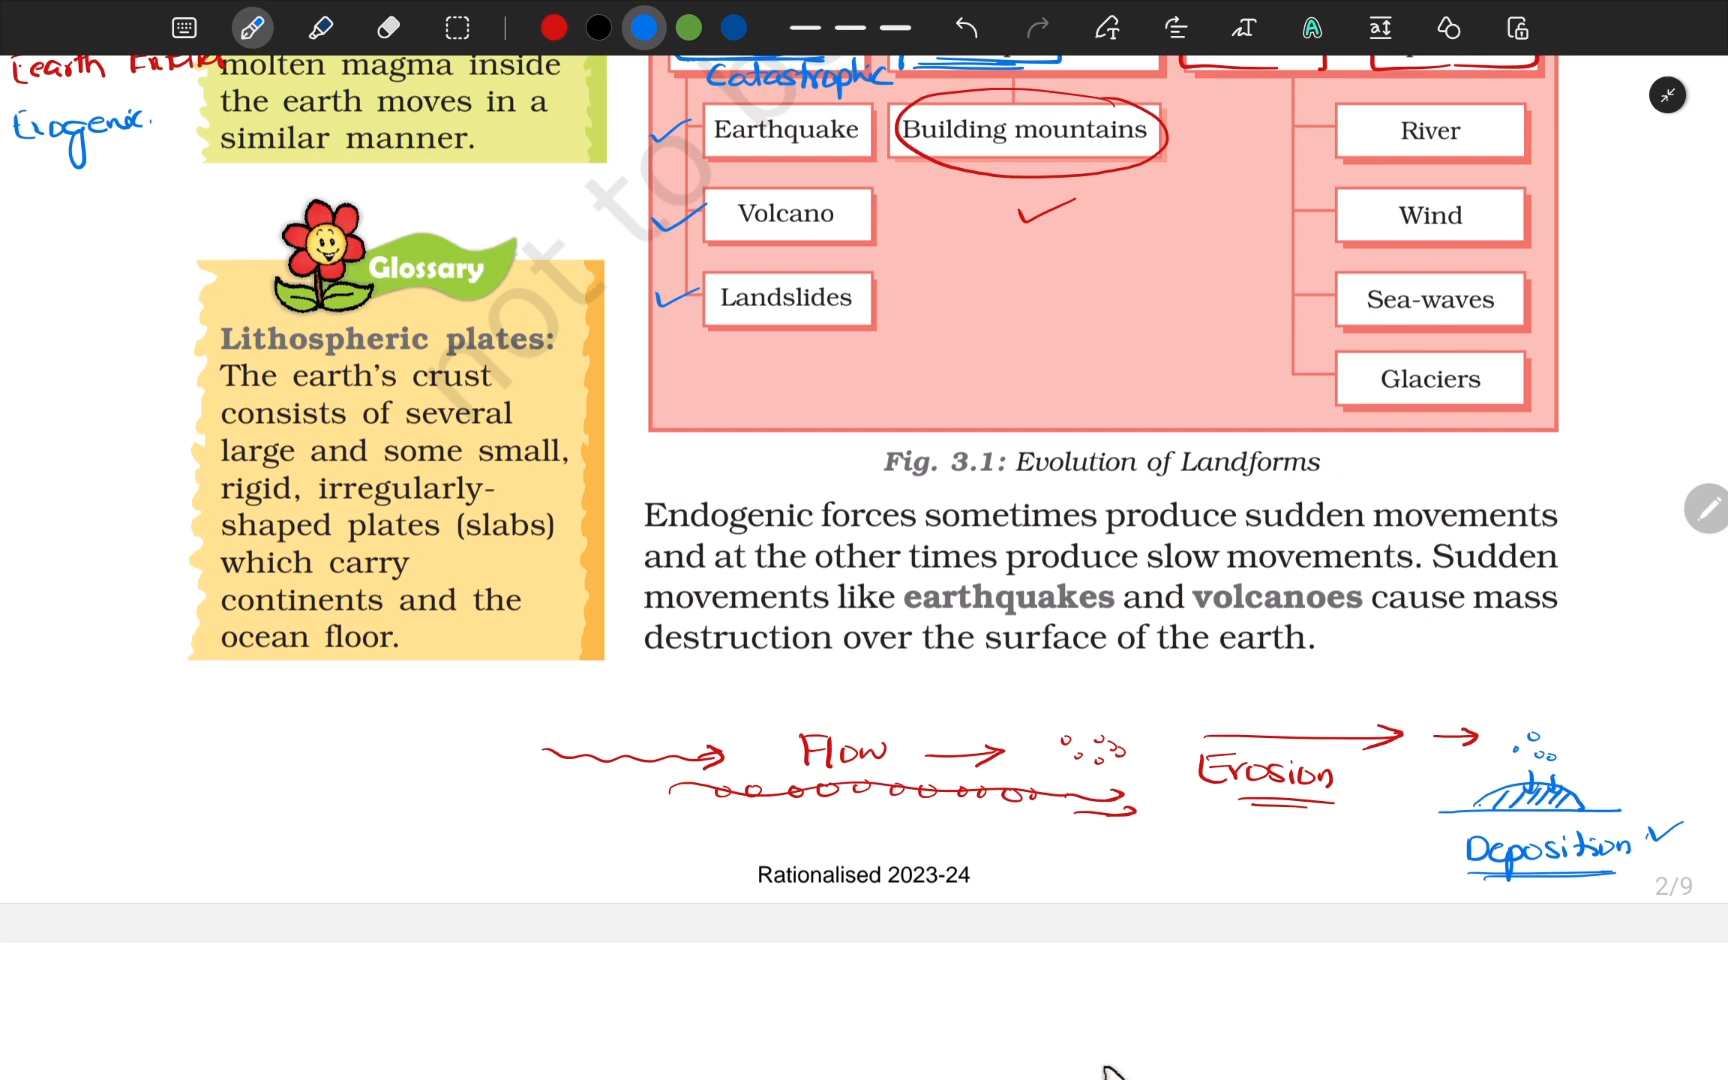 earth
molten magma inside
the earth moves in a
similar manner.
Exogenic.
Glossary
Lithospheric plates:
The earth's crust
consists of several
large and some small,
rigid, irregularly-
shaped plates (slabs)
which carry
continents and the
ocean floor.
Catastrophic
Earthquake
Building mountains
River
Volcano
Wind
Landslides
Sea-waves
Glaciers
not to be
Fig. 3.1: Evolution of Landforms
Endogenic forces sometimes produce sudden movements
and at the other times produce slow movements. Sudden
movements like earthquakes and volcanoes cause mass
destruction over the surface of the earth.
Flow
Erosion
Deposition
Rationalised 2023-24
2/9